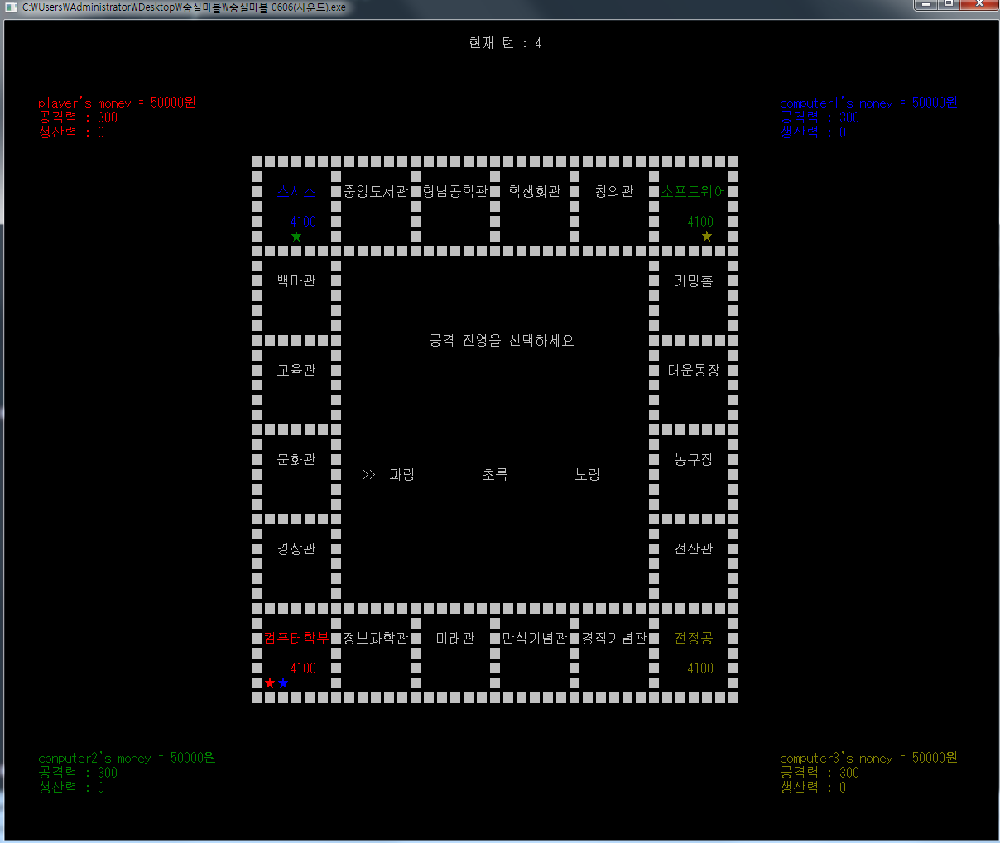 C:₩Users₩Administrator₩Desktop₩숭실마블₩숭실마블 0606(사운드).exe
현재 턴 : 4
player's money = 50000원
공격력 : 300
생산력 : 0
computer1's money = 50000원
공격력 : 300
생산력 : 0
스시소 중앙도서관 형남공학관 학생회관 창의관 소프트웨어
4100 4100
★ ★
백마관 커밍홀
공격 진영을 선택하세요
교육관 대운동장
문화관 농구장
>> 파랑 초록 노랑
경상관 전산관
컴퓨터학부 정보과학관 미래관 만식기념관 경직기념관 전정공
4100 4100
★★
computer2's money = 50000원
공격력 : 300
생산력 : 0
computer3's money = 50000원
공격력 : 300
생산력 : 0